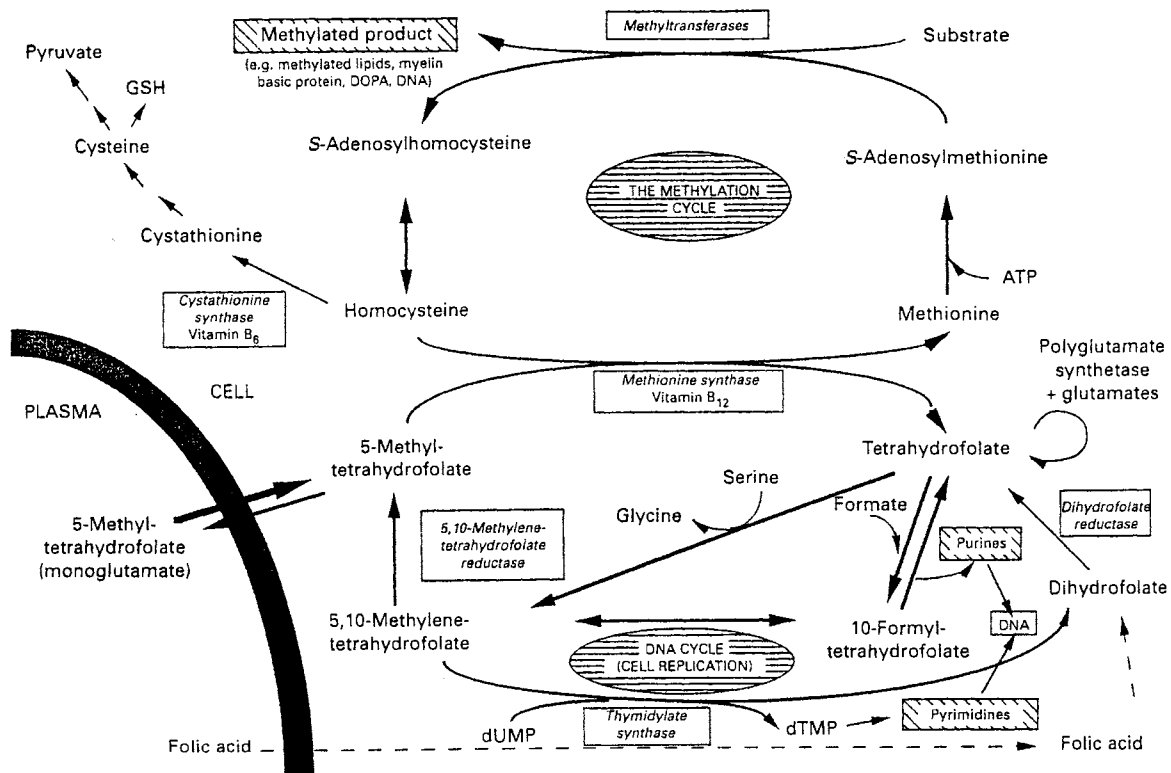 Methyltransferases
Methylated product
Substrate
Pyruvate
(e.g. methylated lipids, myelin
basic protein, DOPA, DNA)
GSH
Cysteine
S-Adenosylhomocysteine
S-Adenosylmethionine
THE METHYLATION
CYCLE
Cystathionine
ATP
Cystathionine
synthase
Vitamin B6
Homocysteine
Methionine
Polyglutamate
synthetase
+ glutamates
CELL
PLASMA
Methionine synthase
Vitamin B12
5-Methyl-
tetrahydrofolate
Tetrahydrofolate
Serine
Glycine
Formate
Dihydrofolate
reductase
5-Methyl-
tetrahydrofolate
(monoglutamate)
5,10-Methylene-
tetrahydrofolate
reductase
Purines
Dihydrofolate
5,10-Methylene-
tetrahydrofolate
10-Formyl-
tetrahydrofolate
DNA
DNA CYCLE
(CELL REPLICATION)
dUMP
Thymidylate
synthase
dTMP
Pyrimidines
Folic acid
Folic acid